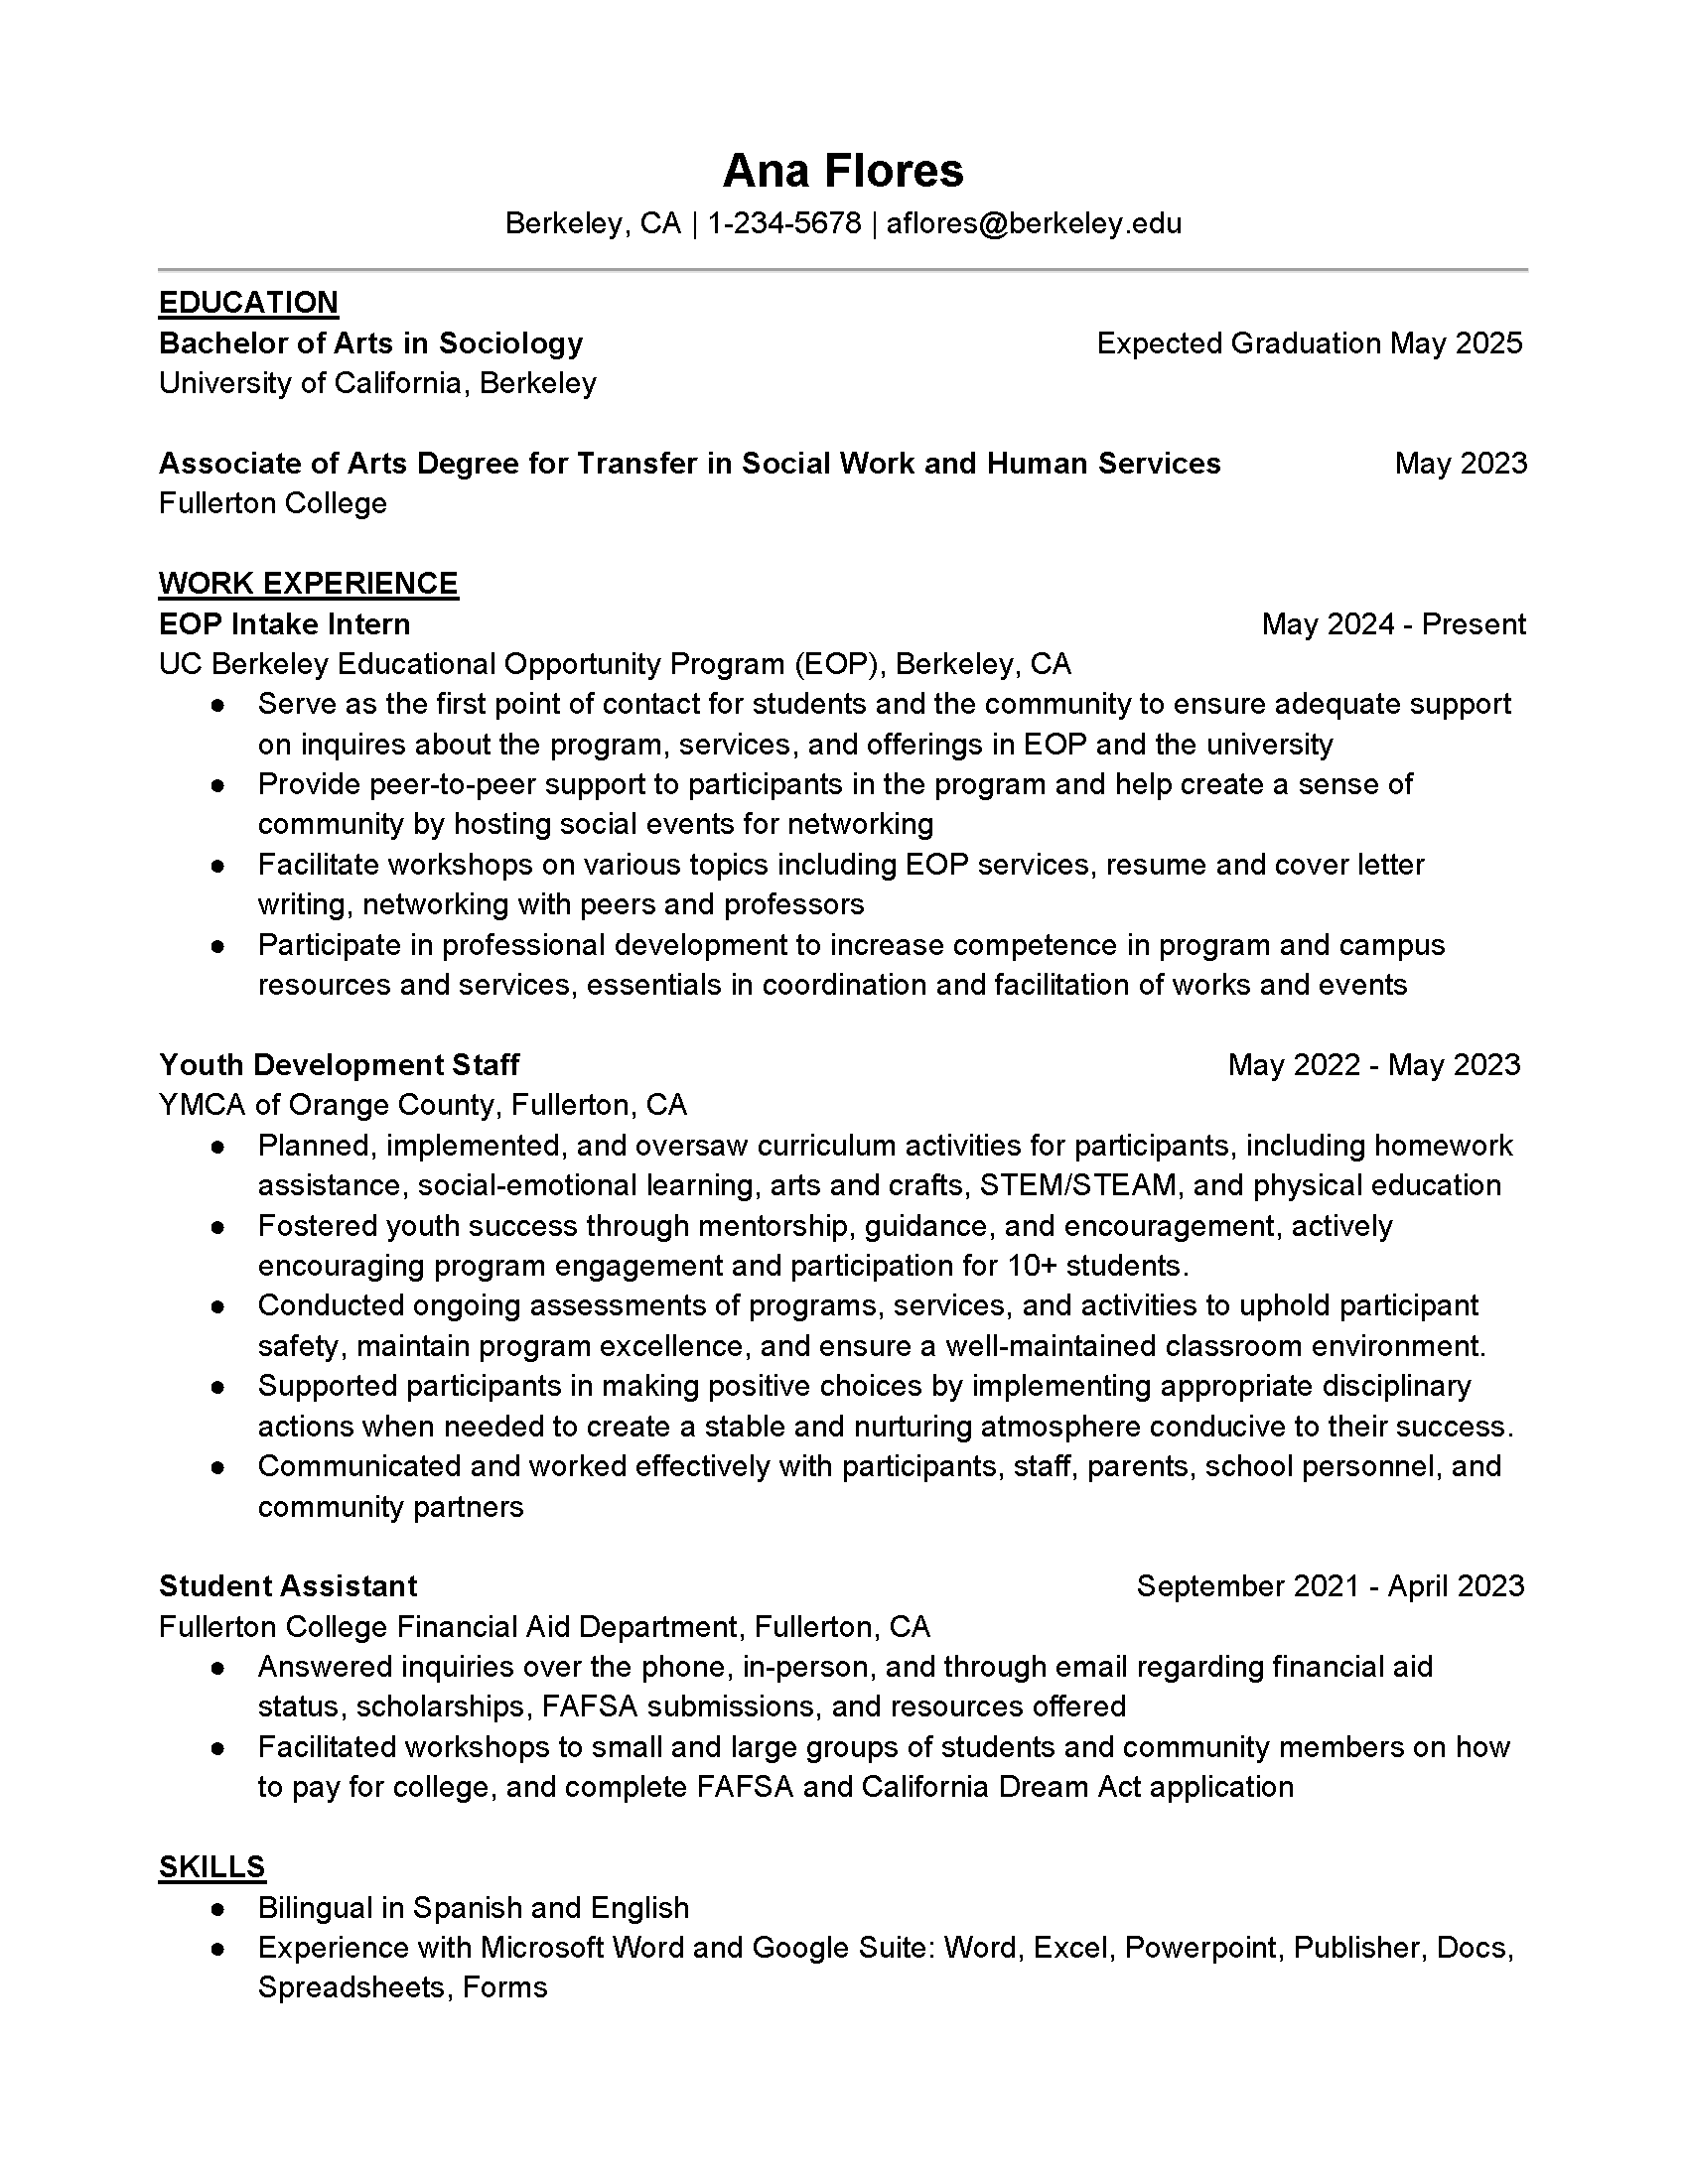 Ana Flores
Berkeley, CA | 1-234-5678 | aflores@berkeley.edu
EDUCATION
Bachelor of Arts in Sociology Expected Graduation May 2025
University of California, Berkeley
Associate of Arts Degree for Transfer in Social Work and Human Services May 2023
Fullerton College
WORK EXPERIENCE
EOP Intake Intern May 2024 - Present
UC Berkeley Educational Opportunity Program (EOP), Berkeley, CA
● Serve as the first point of contact for students and the community to ensure adequate support
on inquires about the program, services, and offerings in EOP and the university
● Provide peer-to-peer support to participants in the program and help create a sense of
community by hosting social events for networking
● Facilitate workshops on various topics including EOP services, resume and cover letter
writing, networking with peers and professors
● Participate in professional development to increase competence in program and campus
resources and services, essentials in coordination and facilitation of works and events
Youth Development Staff May 2022 - May 2023
YMCA of Orange County, Fullerton, CA
● Planned, implemented, and oversaw curriculum activities for participants, including homework
assistance, social-emotional learning, arts and crafts, STEM/STEAM, and physical education
● Fostered youth success through mentorship, guidance, and encouragement, actively
encouraging program engagement and participation for 10+ students.
● Conducted ongoing assessments of programs, services, and activities to uphold participant
safety, maintain program excellence, and ensure a well-maintained classroom environment.
● Supported participants in making positive choices by implementing appropriate disciplinary
actions when needed to create a stable and nurturing atmosphere conducive to their success.
● Communicated and worked effectively with participants, staff, parents, school personnel, and
community partners
Student Assistant September 2021 - April 2023
Fullerton College Financial Aid Department, Fullerton, CA
● Answered inquiries over the phone, in-person, and through email regarding financial aid
status, scholarships, FAFSA submissions, and resources offered
● Facilitated workshops to small and large groups of students and community members on how
to pay for college, and complete FAFSA and California Dream Act application
SKILLS
● Bilingual in Spanish and English
● Experience with Microsoft Word and Google Suite: Word, Excel, Powerpoint, Publisher, Docs,
Spreadsheets, Forms